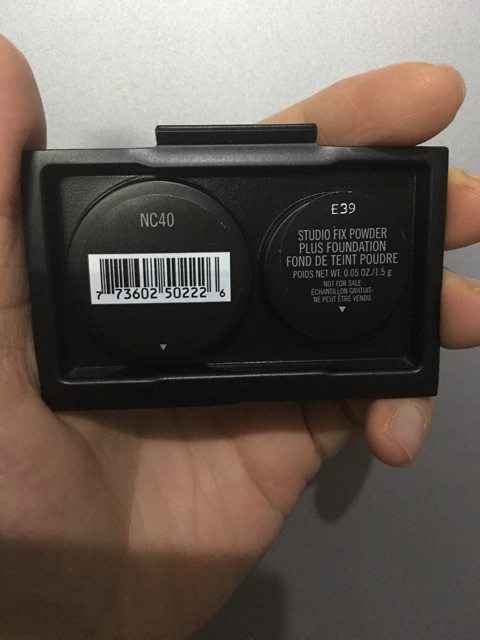 NC40
7 73602 50222 6
E39
STUDIO FIX POWDER
PLUS FOUNDATION
FOND DE TEINT POUDRE
POIDS NET WT. 0.05 OZ./1.5 g
NOT FOR SALE
ÉCHANTILLON GRATUIT-
NE PEUT ÊTRE VENDU